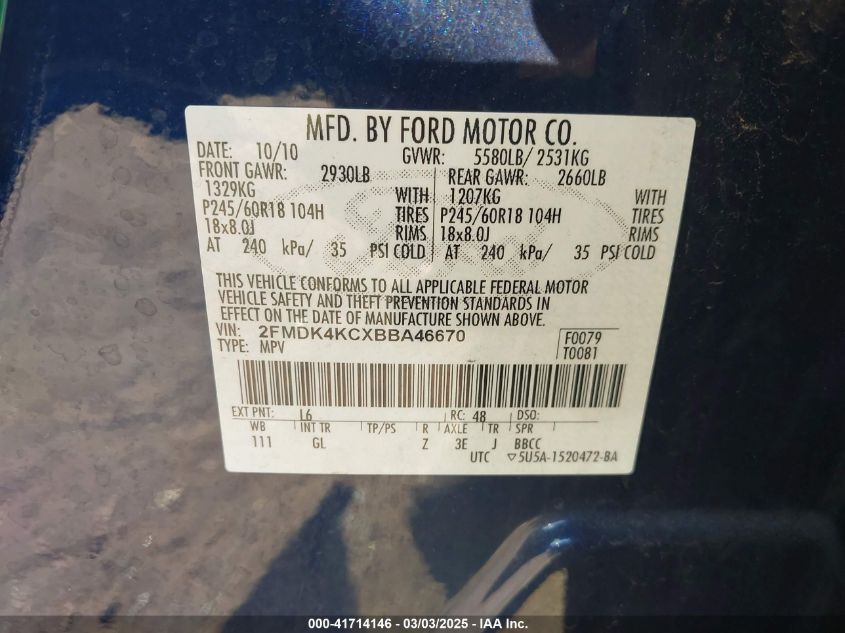 MFD. BY FORD MOTOR CO.
DATE: 10/10 GVWR: 5580LB/ 2531KG
FRONT GAWR: 2930LB REAR GAWR: 2660LB
1329KG WITH 1207KG WITH
P245/60R18 104H TIRES P245/60R18 104H TIRES
18x8.0J RIMS 18x8.0J RIMS
AT 240 kPa/ 35 PSI COLD AT 240 kPa/ 35 PSI COLD
THIS VEHICLE CONFORMS TO ALL APPLICABLE FEDERAL MOTOR
VEHICLE SAFETY AND THEFT PREVENTION STANDARDS IN
EFFECT ON THE DATE OF MANUFACTURE SHOWN ABOVE.
VIN: 2FMDK4KCXBBA46670 F0079
TYPE: MPV T0081
EXT PNT: L6 RC: 48 DSO:
WB INT TR TP/PS R AXLE TR SPR
111 GL Z 3E J BBCC
UTC ▽5U5A-1520472-BA
000-41714146 - 03/03/2025 - IAA Inc.